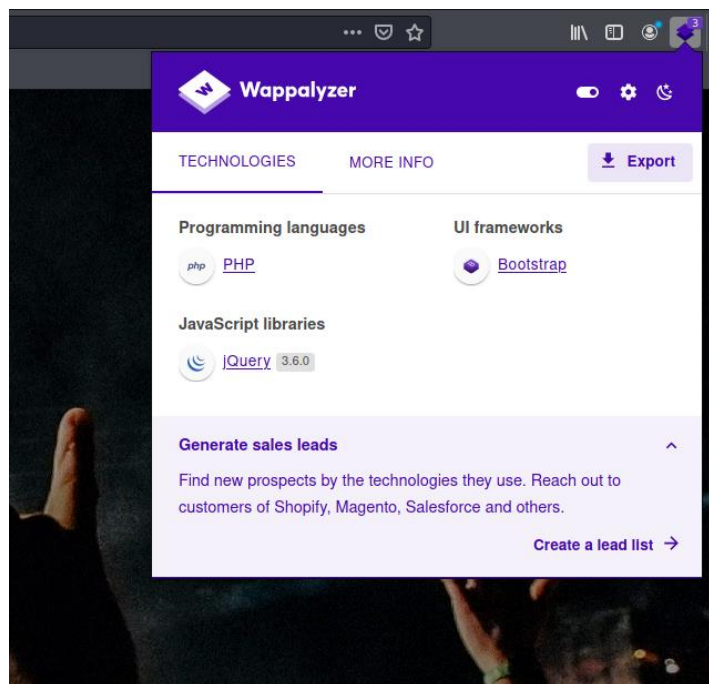 3
W Wappalyzer
TECHNOLOGIES MORE INFO Export
Programming languages UI frameworks
php PHP Bootstrap
JavaScript libraries
jQuery 3.6.0
Generate sales leads
Find new prospects by the technologies they use. Reach out to
customers of Shopify, Magento, Salesforce and others.
Create a lead list →